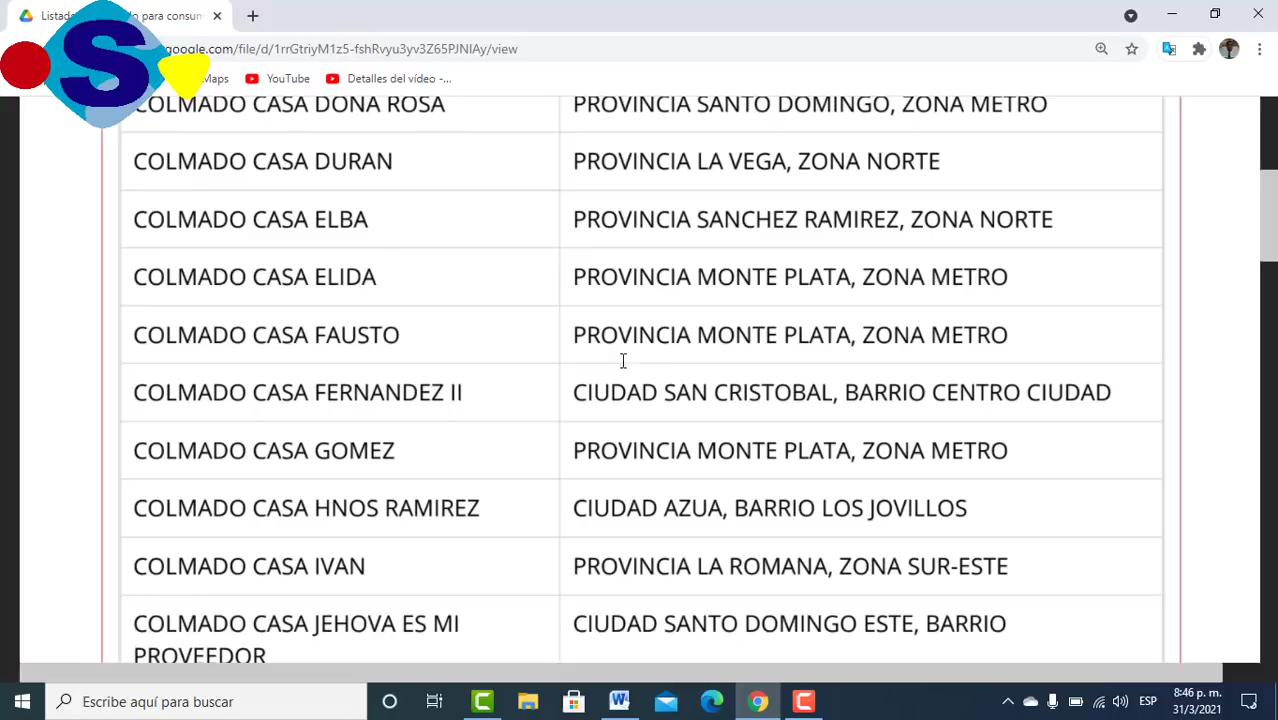 Listado
do para consum
google.com/file/d/1rrGtriyM1z5-fshRvyu3yv3Z65PJNIAy/view
S
Maps
YouTube
Detalles del vídeo -...
COLMADO CASA DOÑA ROSA PROVINCIA SANTO DOMINGO, ZONA METRO
COLMADO CASA DURAN PROVINCIA LA VEGA, ZONA NORTE
COLMADO CASA ELBA PROVINCIA SANCHEZ RAMIREZ, ZONA NORTE
COLMADO CASA ELIDA PROVINCIA MONTE PLATA, ZONA METRO
COLMADO CASA FAUSTO PROVINCIA MONTE PLATA, ZONA METRO
COLMADO CASA FERNANDEZ II CIUDAD SAN CRISTOBAL, BARRIO CENTRO CIUDAD
COLMADO CASA GOMEZ PROVINCIA MONTE PLATA, ZONA METRO
COLMADO CASA HNOS RAMIREZ CIUDAD AZUA, BARRIO LOS JOVILLOS
COLMADO CASA IVAN PROVINCIA LA ROMANA, ZONA SUR-ESTE
COLMADO CASA JEHOVA ES MI CIUDAD SANTO DOMINGO ESTE, BARRIO
PROVEEDOR
Escribe aquí para buscar
ESP
8:46 p. m.
31/3/2021